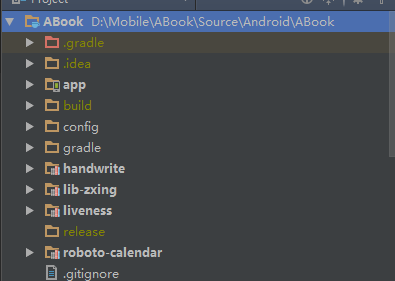 Project
ABook D:\Mobile\ABook\Source\Android\ABook
.gradle
.idea
app
build
config
gradle
handwrite
lib-zxing
liveness
release
roboto-calendar
.gitignore